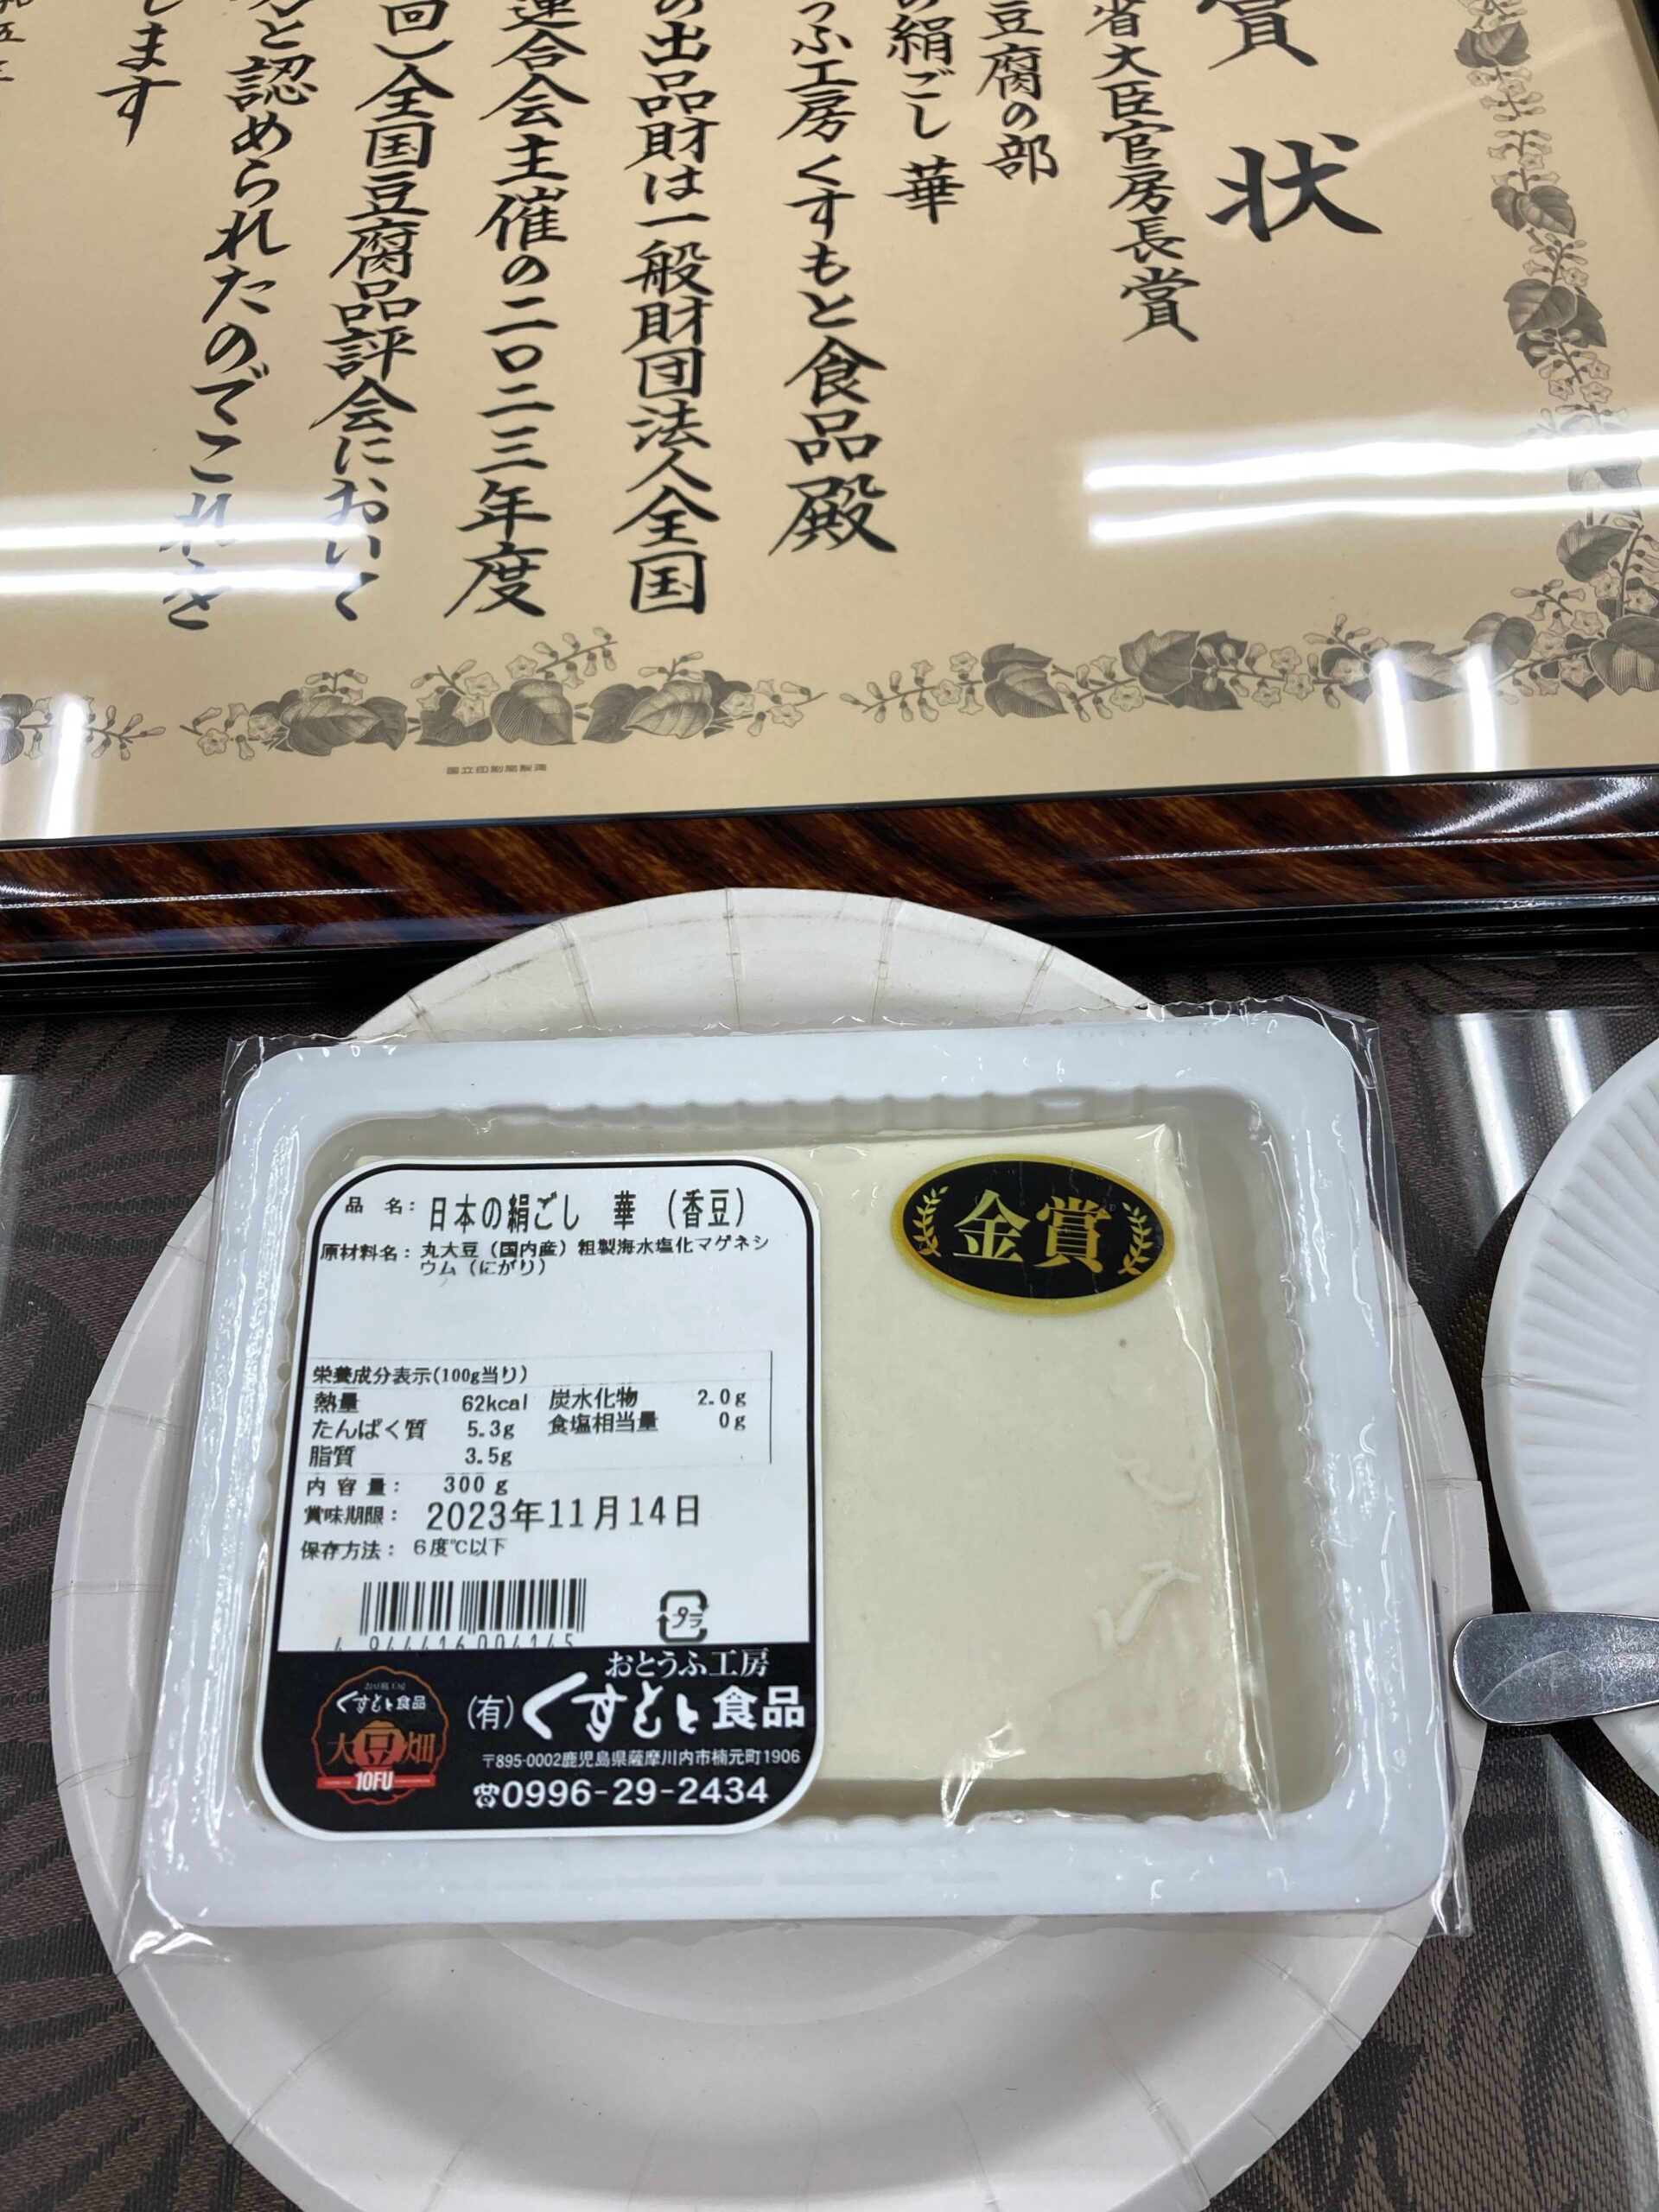 賞状
省大臣官房長賞
豆腐の部
の絹ごし 華
うふ工房くすもと食品殿
の出品財は一般財団法人全国
連合会主催の二〇二三年度
回)全国豆腐品評会において
と認められたのでこれを
します
国立印刷局製造
品名:日本の絹ごし 華 (香豆)
原材料名:丸大豆(国内産)粗製海水塩化マグネシ
ウム(にがり)
栄養成分表示(100g当り)
熱量 62kcal 炭水化物 2.0g
たんぱく質 5.3g 食塩相当量 0g
脂質 3.5g
内容量: 300g
賞味期限: 2023年11月14日
保存方法: 6度℃以下
4 944416 004145
プラ
おとうふ工房
(有)くすもと食品
〒895-0002鹿児島県薩摩川内市楠元町1906
☎0996-29-2434
くすもと食品
大豆畑
10FU
金賞